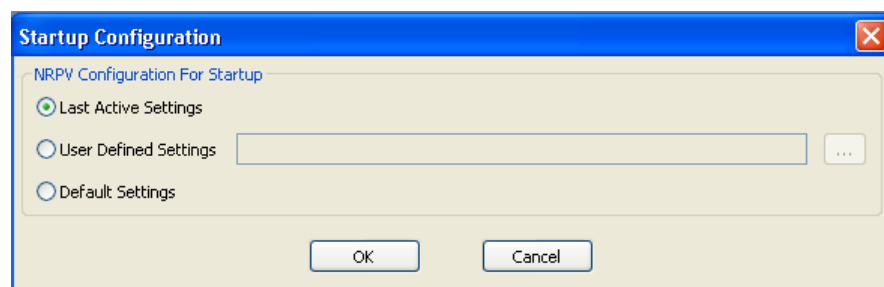 Startup Configuration
NRPV Configuration For Startup
Last Active Settings
User Defined Settings
...
Default Settings
OK
Cancel